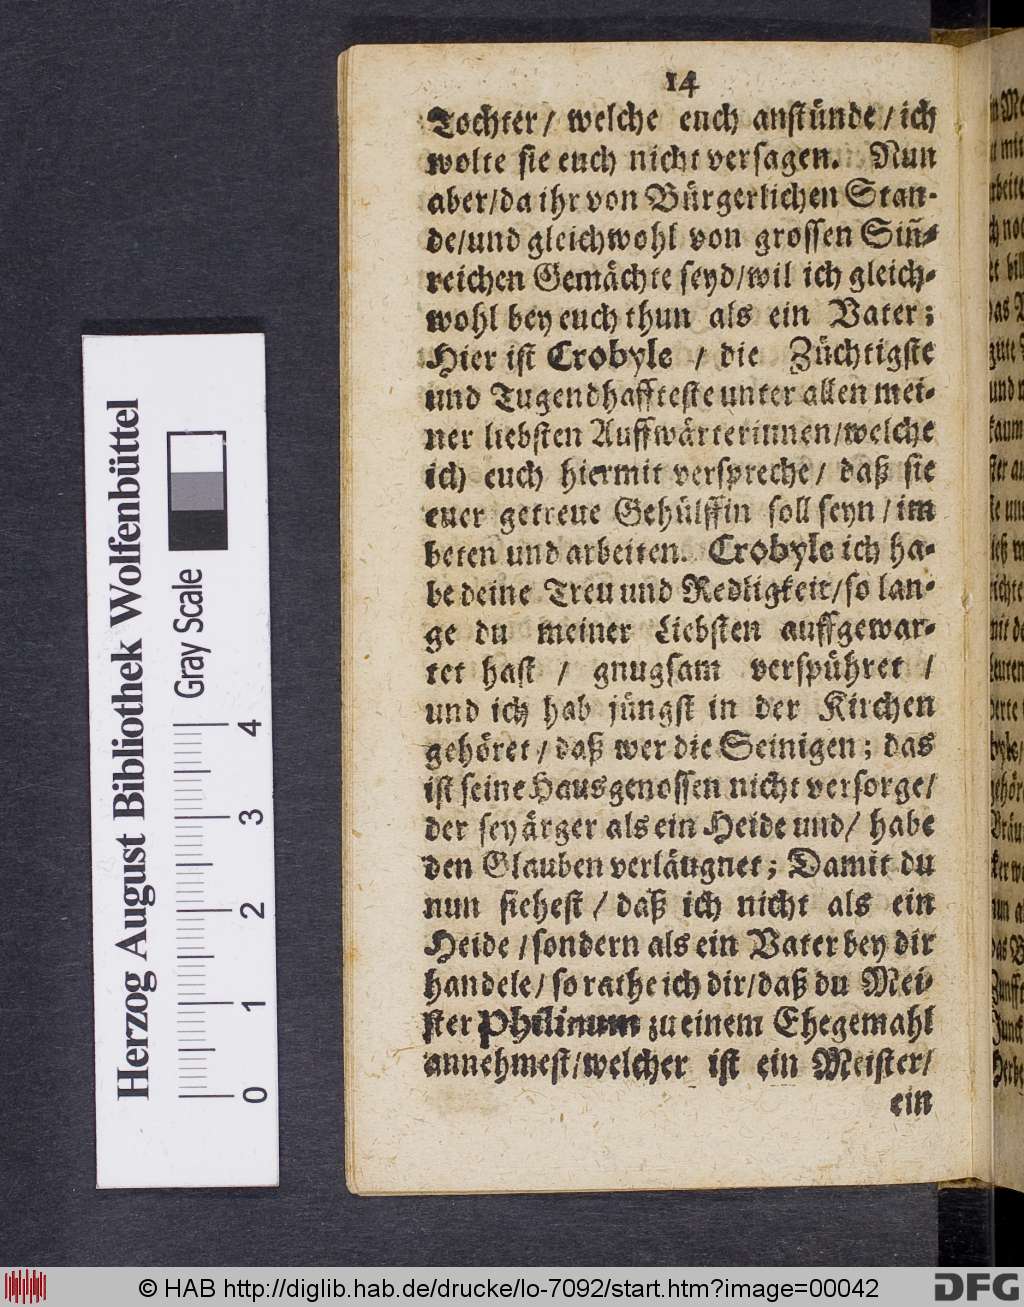 14
Tochter / welche euch anstünde / ich
wolte sie euch nicht versagen. Nun
aber/da ihr von Bürgerlichen Stan-
de/und gleichwohl von grossen Siñ-
reichen Gemächte seyd/wil ich gleich-
wohl bey euch thun als ein Vater;
Hier ist Crobyle / die Züchtigste
und Tugendhaffteste unter allen mei-
ner liebsten Auffwärterinnen/welche
ich euch hiermit verspreche / daß sie
euer getreue Gehülffin soll seyn / im
beten und arbeiten. Crobyle ich ha-
be deine Treu und Redligkeit/so lan-
ge du meiner Liebsten auffgewar-
tet hast / gnugsam verspühret /
und ich hab jüngst in der Kirchen
gehöret / daß wer die Seinigen; das
ist seine Hausgenossen nicht versorge/
der sey ärger als ein Heide und/ habe
den Glauben verläugnet; Damit du
nun siehest / daß ich nicht als ein
Heide / sondern als ein Vater bey dir
handele / so rathe ich dir/daß du Mei-
ster Philinum zu einem Ehegemahl
annehmest/welcher ist ein Meister/
ein
Herzog August Bibliothek Wolfenbüttel
Gray Scale
0 1 2 3 4
© HAB http://diglib.hab.de/drucke/lo-7092/start.htm?image=00042
DFG